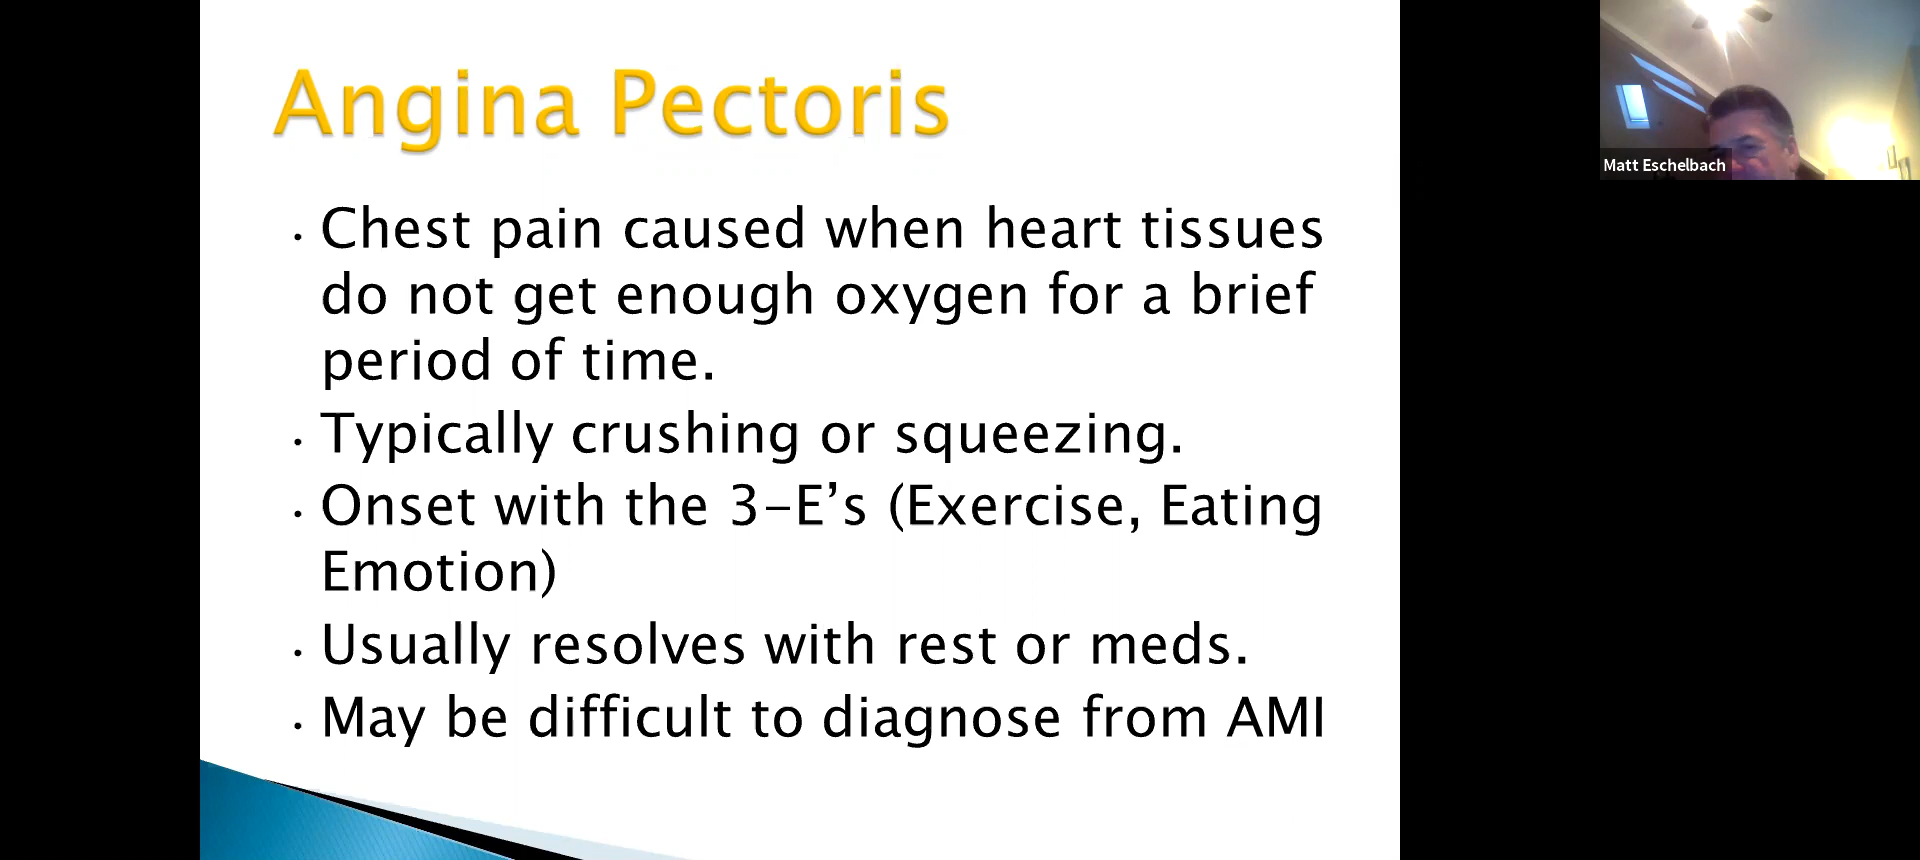 Angina Pectoris
• Chest pain caused when heart tissues
do not get enough oxygen for a brief
period of time.
• Typically crushing or squeezing.
• Onset with the 3-E’s (Exercise, Eating
Emotion)
• Usually resolves with rest or meds.
• May be difficult to diagnose from AMI
Matt Eschelbach